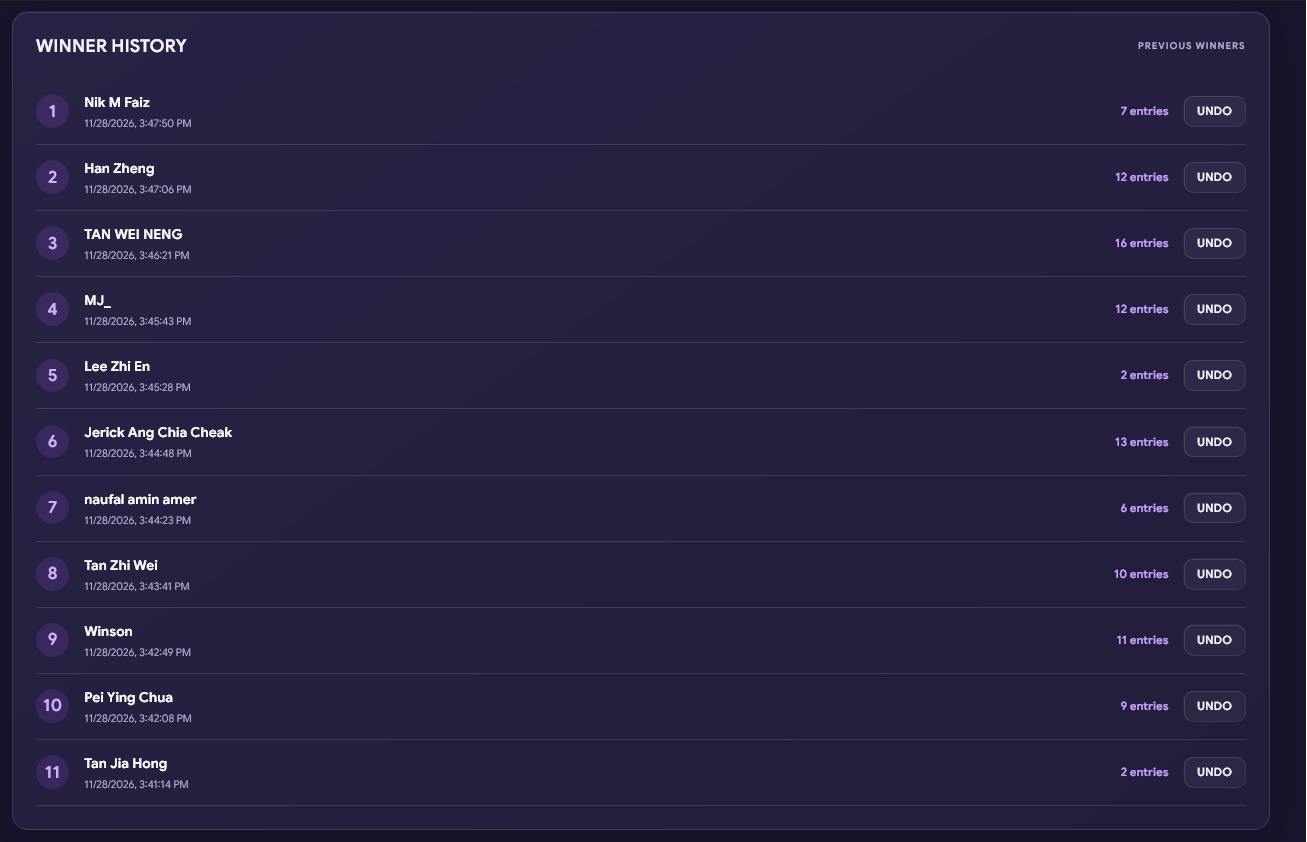 WINNER HISTORY
PREVIOUS WINNERS
1
Nik M Faiz
11/28/2026, 3:47:50 PM
7 entries
UNDO
2
Han Zheng
11/28/2026, 3:47:06 PM
12 entries
UNDO
3
TAN WEI NENG
11/28/2026, 3:46:21 PM
16 entries
UNDO
4
MJ_
11/28/2026, 3:45:43 PM
12 entries
UNDO
5
Lee Zhi En
11/28/2026, 3:45:28 PM
2 entries
UNDO
6
Jerick Ang Chia Cheak
11/28/2026, 3:44:48 PM
13 entries
UNDO
7
naufal amin amer
11/28/2026, 3:44:23 PM
6 entries
UNDO
8
Tan Zhi Wei
11/28/2026, 3:43:41 PM
10 entries
UNDO
9
Winson
11/28/2026, 3:42:49 PM
11 entries
UNDO
10
Pei Ying Chua
11/28/2026, 3:42:08 PM
9 entries
UNDO
11
Tan Jia Hong
11/28/2026, 3:41:14 PM
2 entries
UNDO